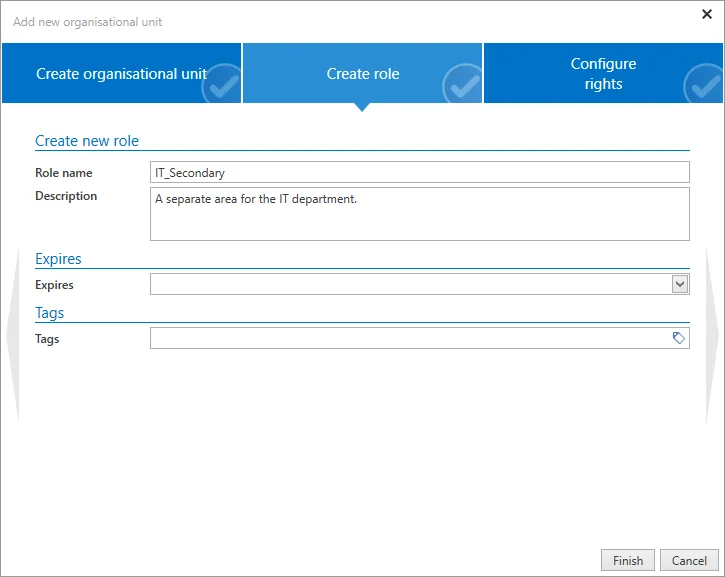 Add new organisational unit
Create organisational unit
Create role
Configure
rights
Create new role
Role name
IT_Secondary
Description
A separate area for the IT department.
Expires
Expires
Tags
Tags
Finish
Cancel